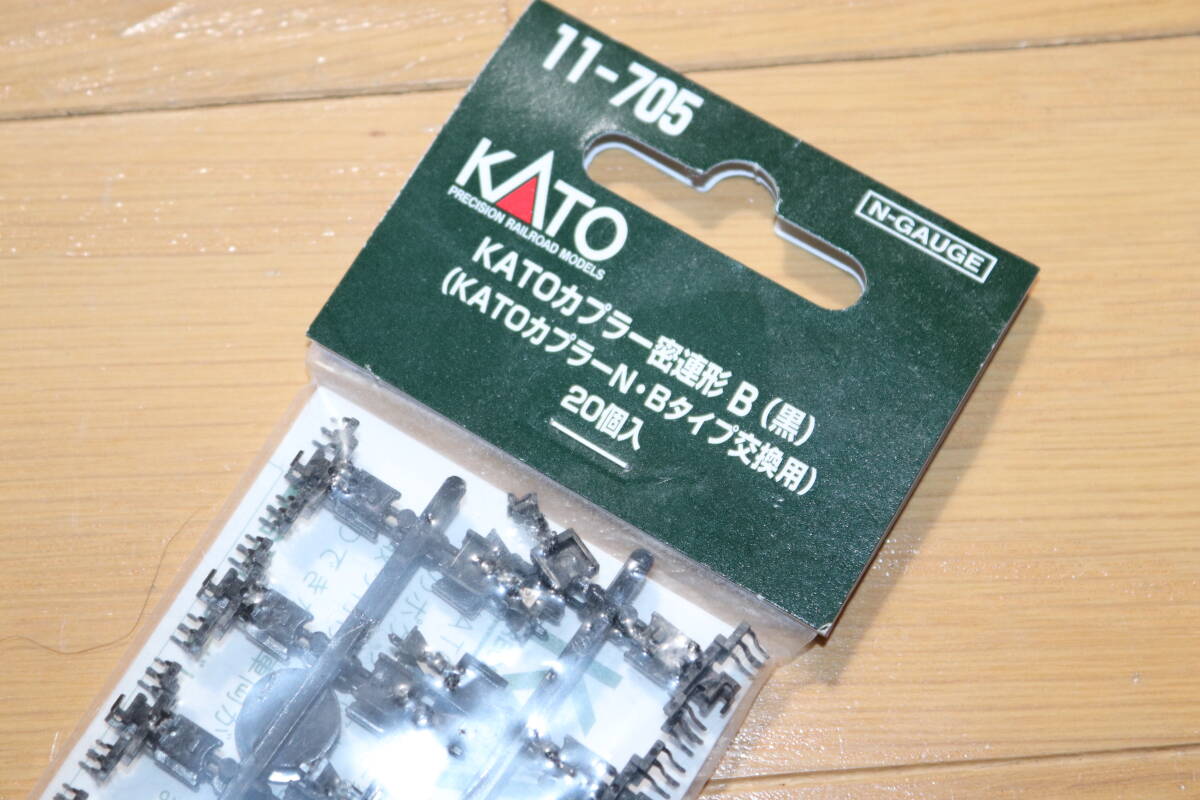 11-705
N-GAUGE
KATO
PRECISION RAILROAD MODELS
KATOカプラー密連形 B (黒)
(KATOカプラーN・Bタイプ交換用)
20個入